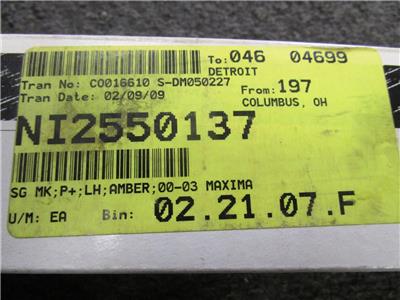 To: 046 04699
DETROIT
Tran No: CO016610 S-DM050227
Tran Date: 02/09/09
From: 197
COLUMBUS, OH
NI2550137
SG MK;P+;LH;AMBER;00-03 MAXIMA
U/M: EA Bin: 02.21.07.F